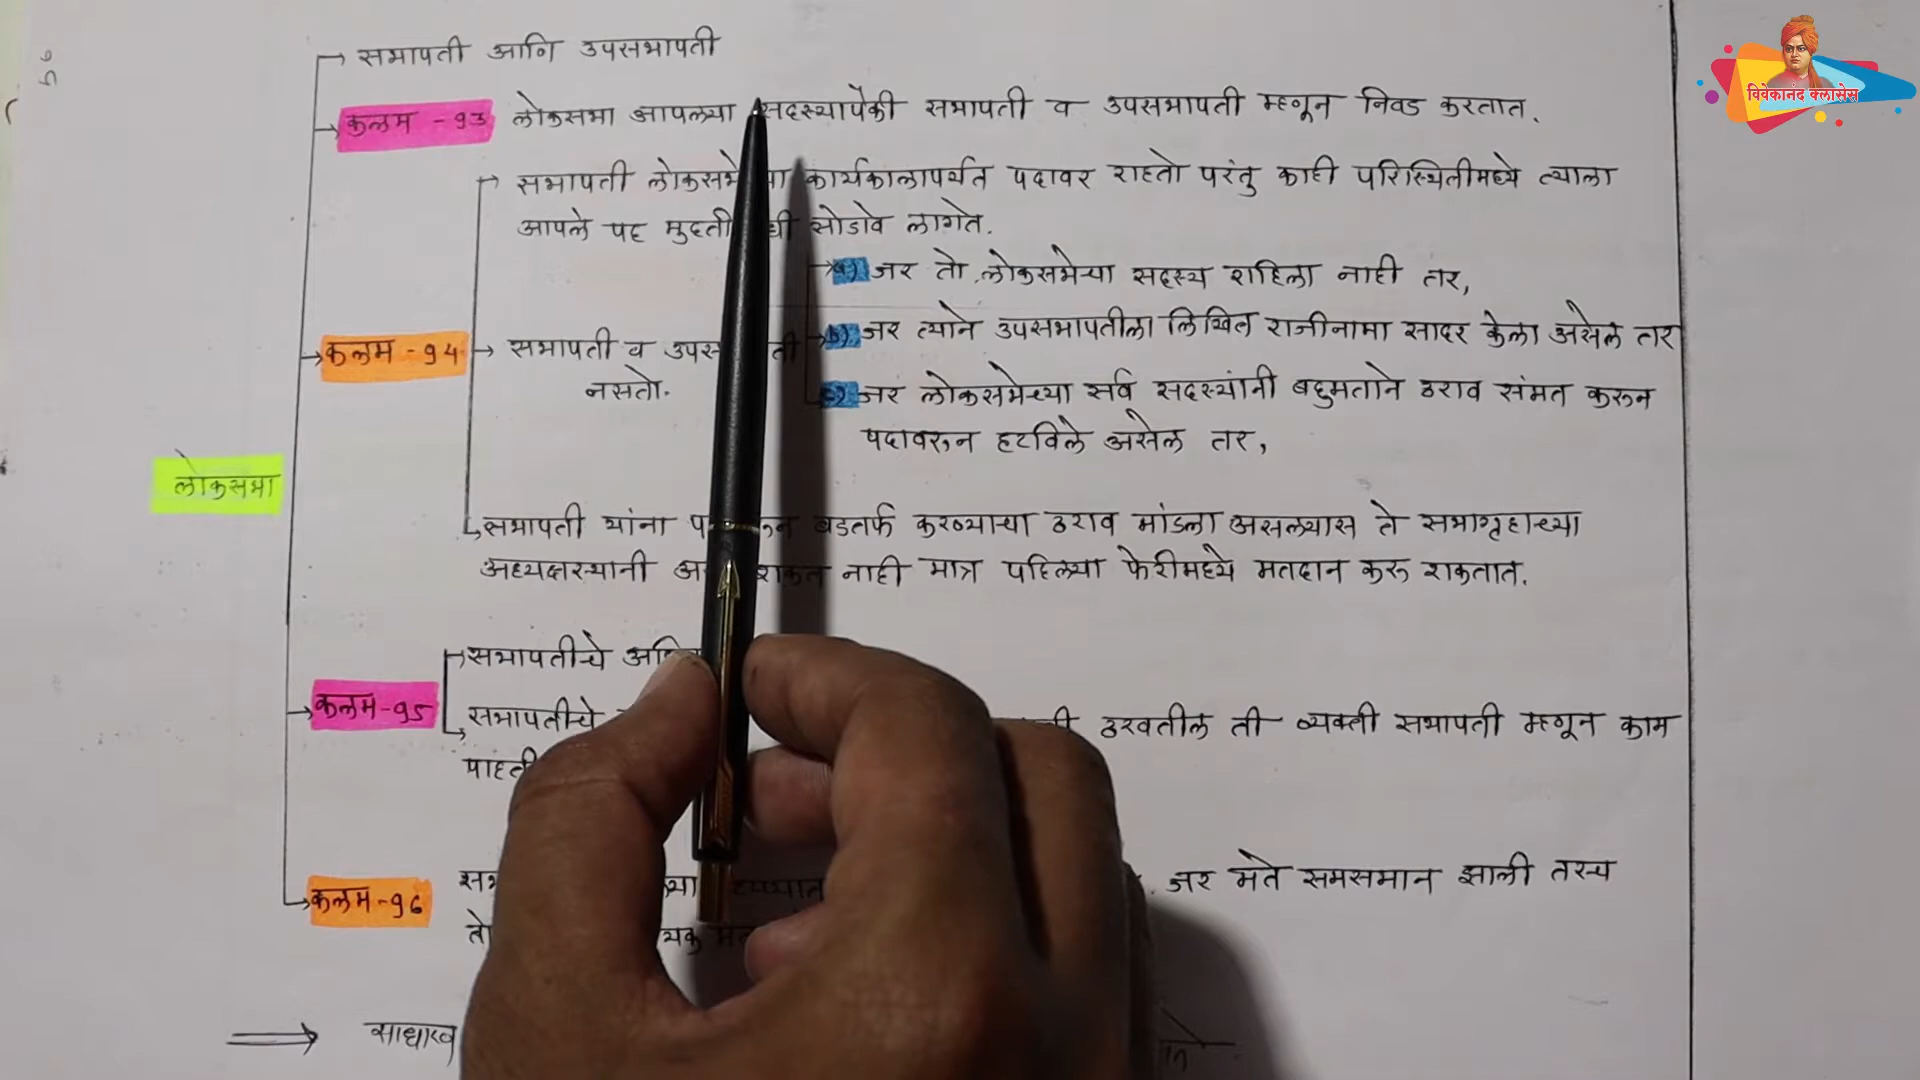 सभापती आणि उपसभापती
कलम - 93 लोकसभा आपल्या सदस्यापैकी सभापती व उपसभापती म्हणून निवड करतात.
सभापती कार्यकालापर्यंत पदावर राहतो परंतु काही परिस्थितीमध्ये त्याला
आपले पद सोडावे लागते.
a) जर तो लोकसभेचा सदस्य राहिला नाही तर,
b) जर त्याने उपसभापतीला लिखित राजीनामा सादर केला असेल तर
कलम - 94 सभापती व
नसतो.
c) जर लोकसभेच्या सर्व सदस्यांनी बहुमताने ठराव संमत करून
पदावरून हटविले असेल तर,
लोकसभा
सभापती यांना बडतर्फ करण्याचा ठराव मांडला असल्यास ते सभागृहाच्या
अध्यक्षस्थानी नाही मात्र पहिल्या फेरीमध्ये मतदान करू शकतात.
सभापतीचे
कलम-95 सभापतीचे ठरवतील ती व्यक्ती सभापती म्हणून काम
कलम-96 जर मते समसमान झाली तरच
तो
विवेकानंद क्लासेस